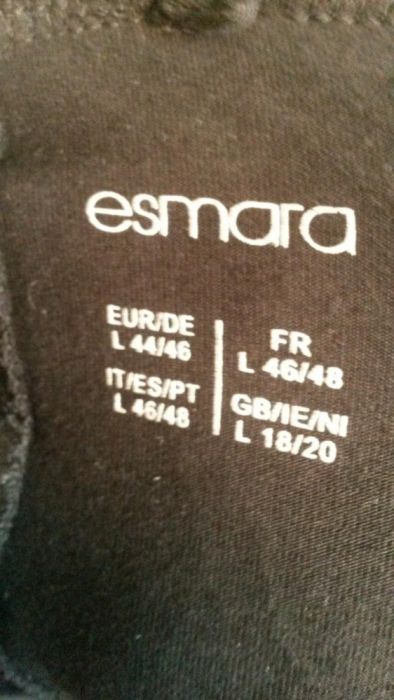 esmara
EUR/DE
L 44/46
IT/ES/PT
L 46/48
FR
L 46/48
GB/IE/NI
L 18/20